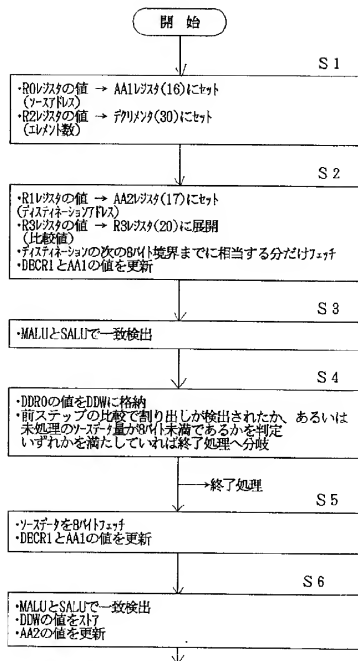 開 始
S 1
・R0レジスタの値 → AA1レジスタ(16)にセット
(ソースアドレス)
・R2レジスタの値 → デクリメンタ(30)にセット
(エレメント数)
S 2
・R1レジスタの値 → AA2レジスタ(17)にセット
(ディスティネーションアドレス)
・R3レジスタの値 → R3レジスタ(20)に展開
(比較値)
・ディスティネーションの次の8バイト境界までに相当する分だけフェッチ
・DECR1とAA1の値を更新
S 3
・MALUとSALUで一致検出
S 4
・DDR0の値をDDWに格納
・前ステップの比較で割り出しが検出されたか、あるいは
未処理のソースデータ量が8バイト未満であるかを判定
いずれかを満たしていれば終了処理へ分岐
→終了処理
S 5
・ソースデータを8バイトフェッチ
・DECR1とAA1の値を更新
S 6
・MALUとSALUで一致検出
・DDWの値をストア
・AA2の値を更新